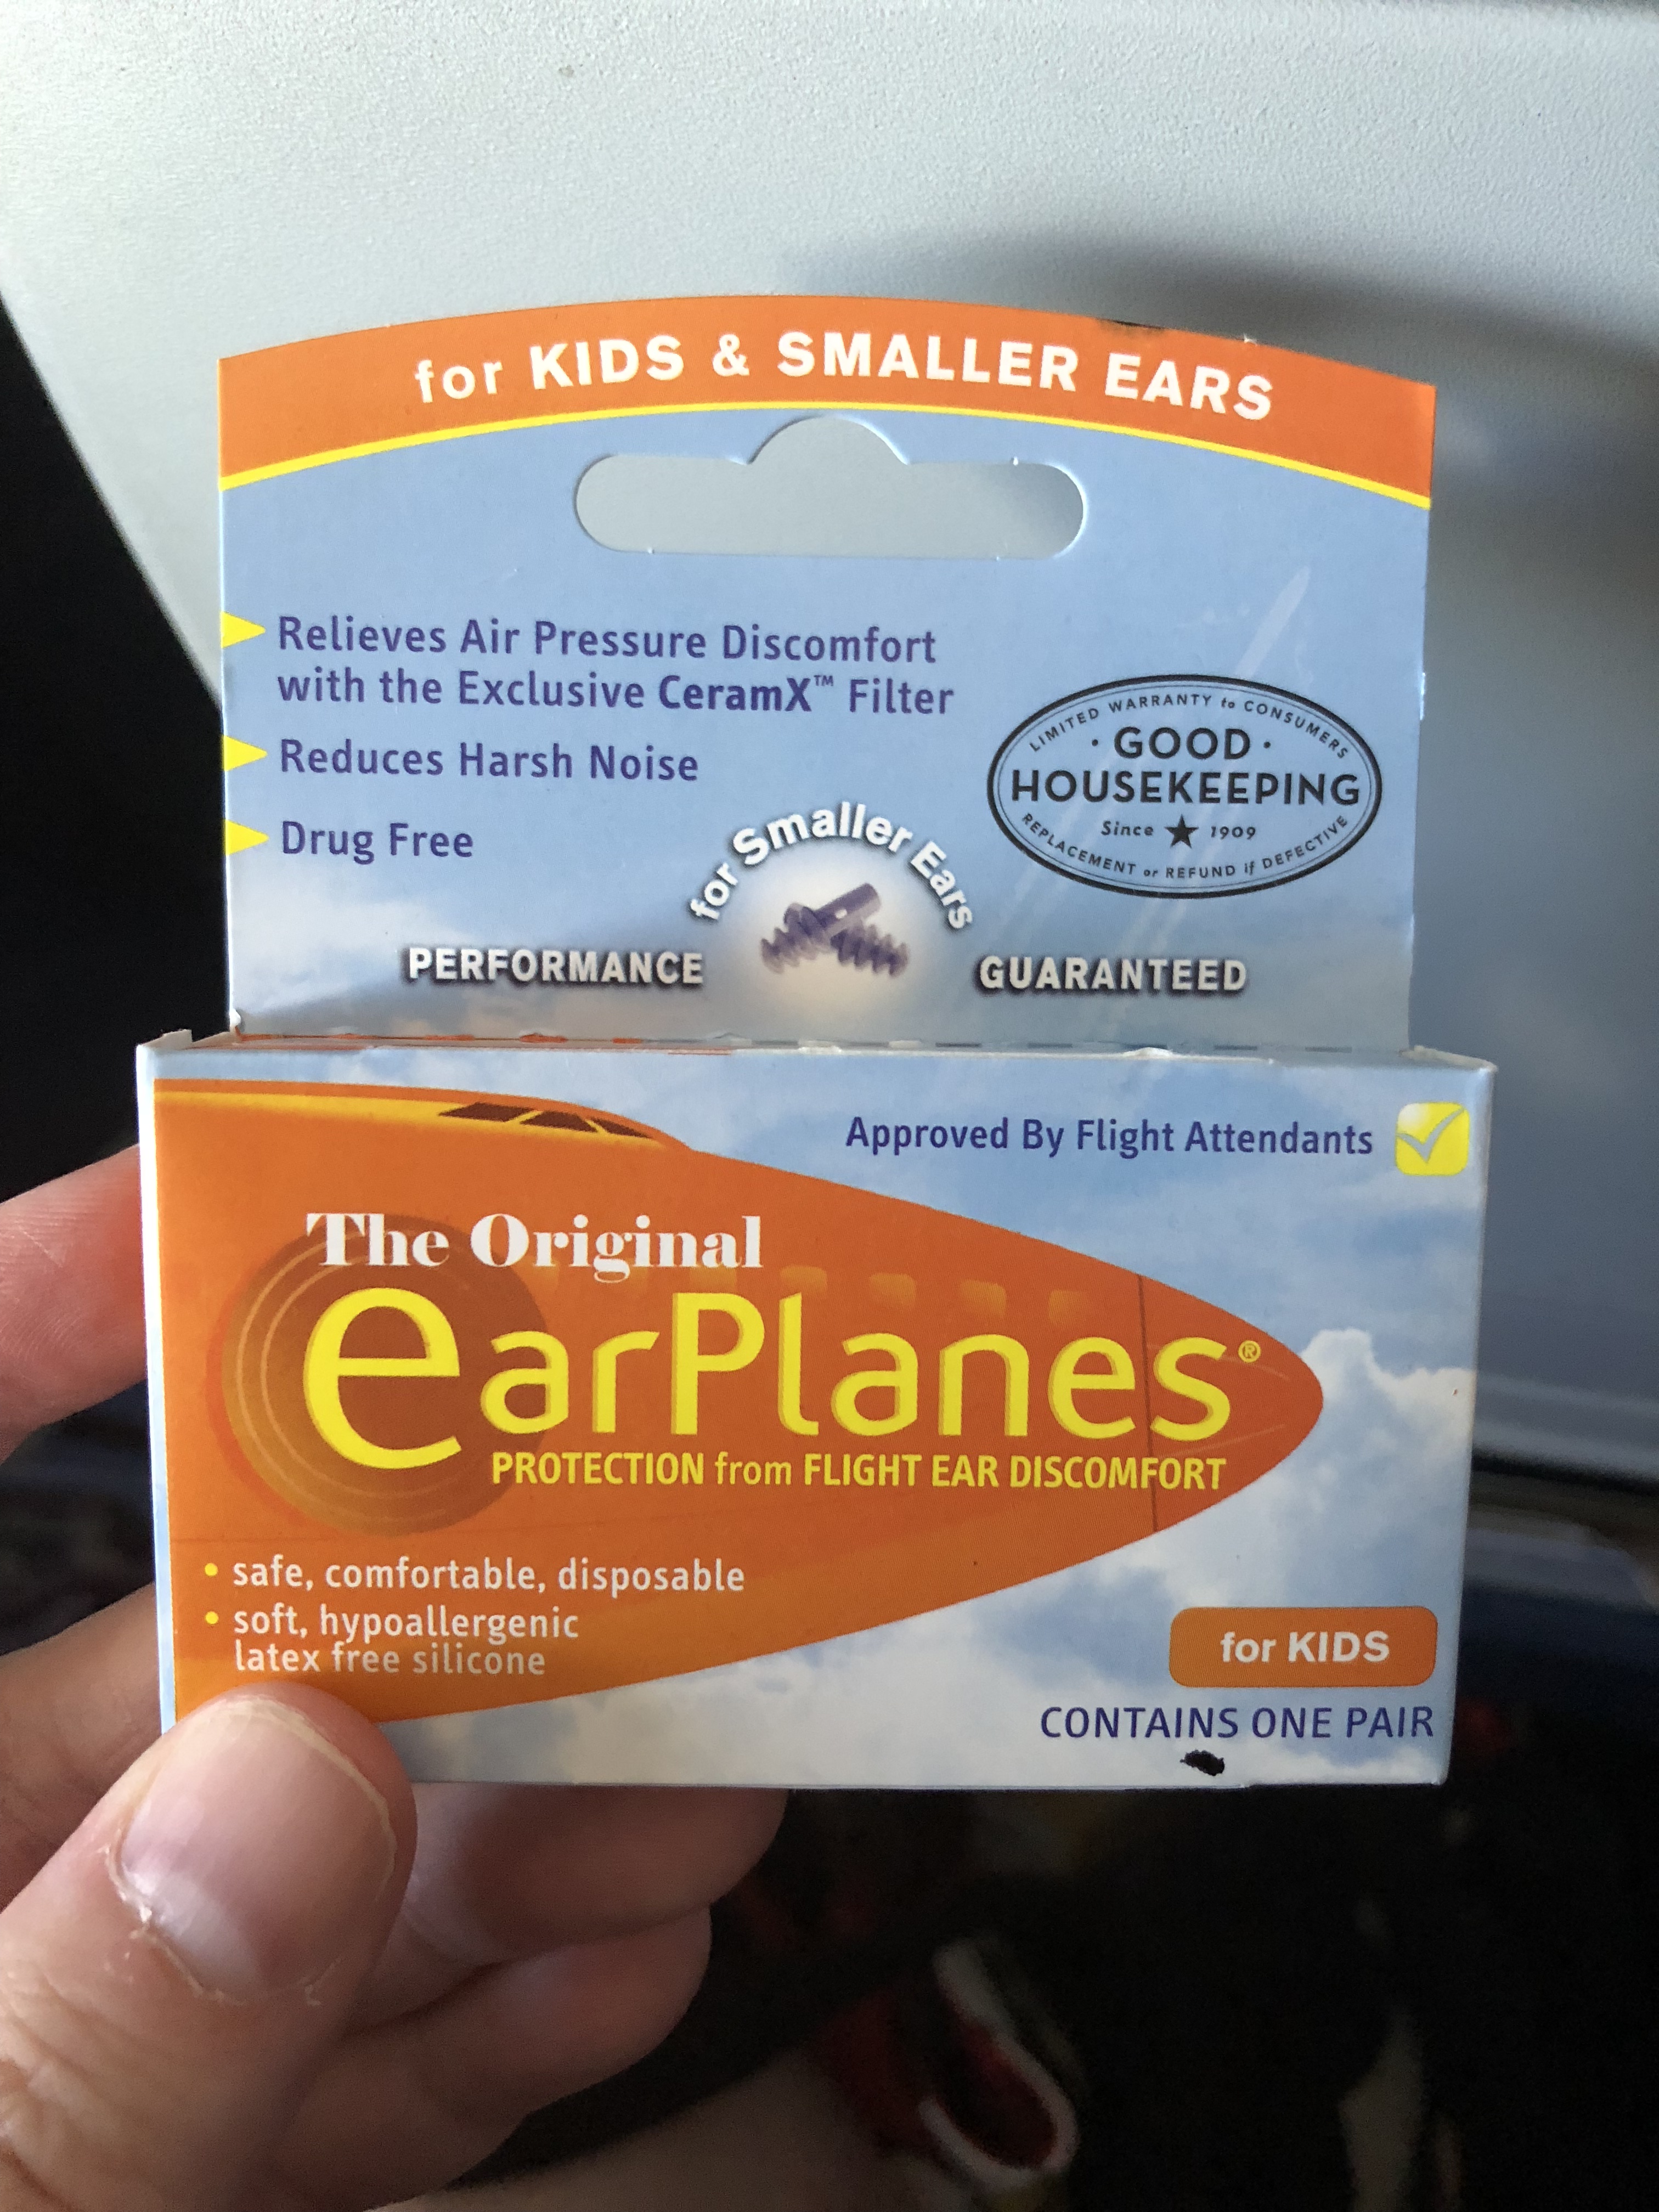 for KIDS & SMALLER EARS
Relieves Air Pressure Discomfort
with the Exclusive CeramX™ Filter
Reduces Harsh Noise
Drug Free
LIMITED WARRANTY to CONSUMERS
· GOOD ·
HOUSEKEEPING
Since ★ 1909
REPLACEMENT or REFUND if DEFECTIVE
for Smaller Ears
PERFORMANCE GUARANTEED
Approved By Flight Attendants
The Original
earPlanes®
PROTECTION from FLIGHT EAR DISCOMFORT
• safe, comfortable, disposable
• soft, hypoallergenic
latex free silicone
for KIDS
CONTAINS ONE PAIR